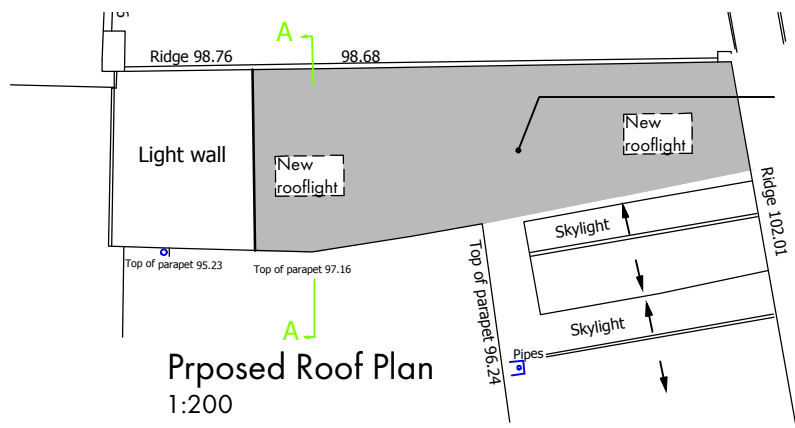 A
Ridge 98.76
98.68
New
rooflight
Light wall
New
rooflight
Ridge 102.01
Skylight
Top of parapet 95.23
Top of parapet 97.16
Top of parapet 96.24
A
Skylight
Pipes
Prposed Roof Plan
1:200